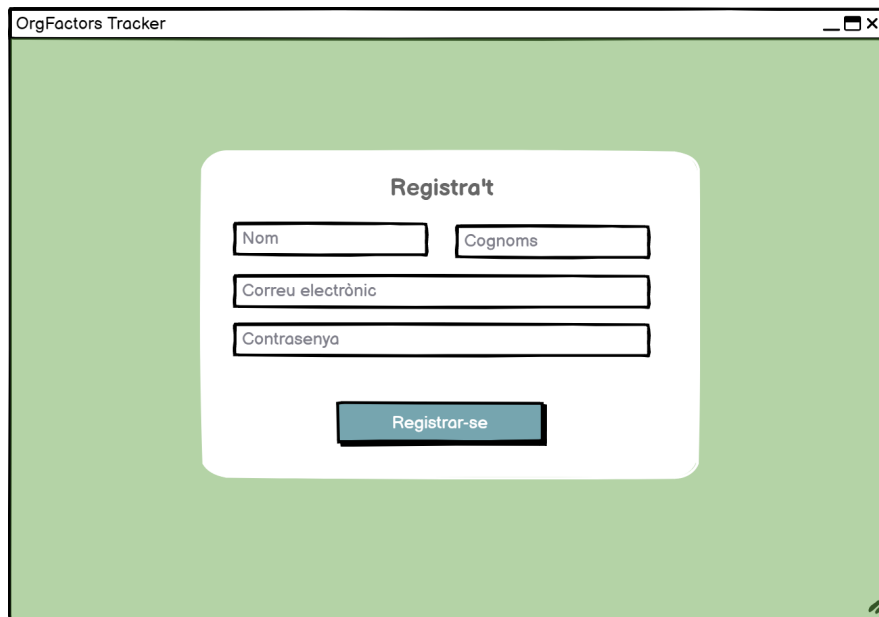 OrgFactors Tracker
Registra't
Nom
Cognoms
Correu electrònic
Contrasenya
Registrar-se